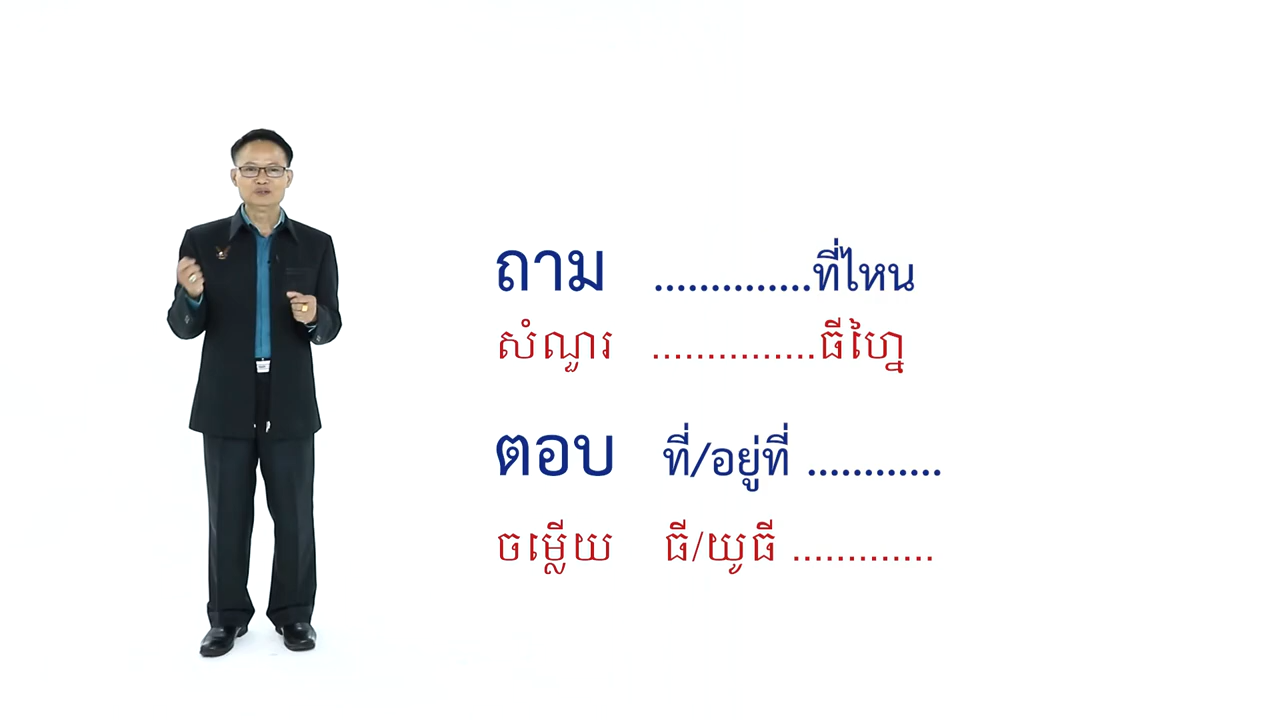 ถาม ..............ที่ไหน
សំណួរ ...............ធីហ្នៃ
ตอบ ที่/อยู่ที่ ............
ចម្លើយ ធី/យូធី .............